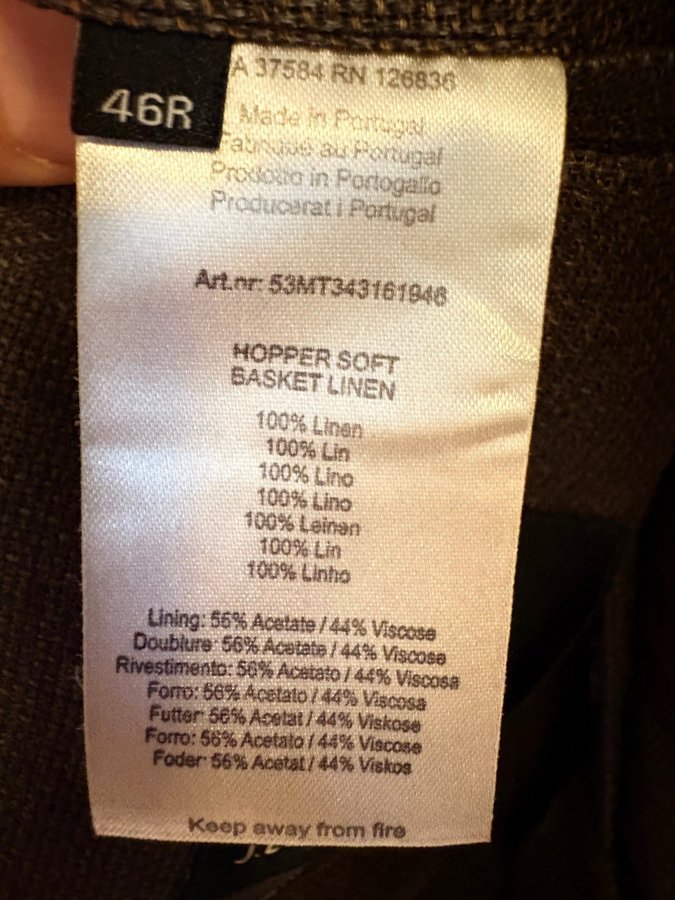 46R
A 37584 RN 126836
Made in Portugal
Fabriqué au Portugal
Prodotto in Portogallo
Producerat i Portugal
Art.nr: 53MT343161946
HOPPER SOFT
BASKET LINEN
100% Linen
100% Lin
100% Lino
100% Lino
100% Leinen
100% Lin
100% Linho
Lining: 56% Acetate / 44% Viscose
Doublure: 56% Acetate / 44% Viscose
Rivestimento: 56% Acetato / 44% Viscosa
Forro: 56% Acetato / 44% Viscosa
Futter: 56% Acetat / 44% Viskose
Forro: 56% Acetato / 44% Viscose
Foder: 56% Acetat / 44% Viskos
Keep away from fire